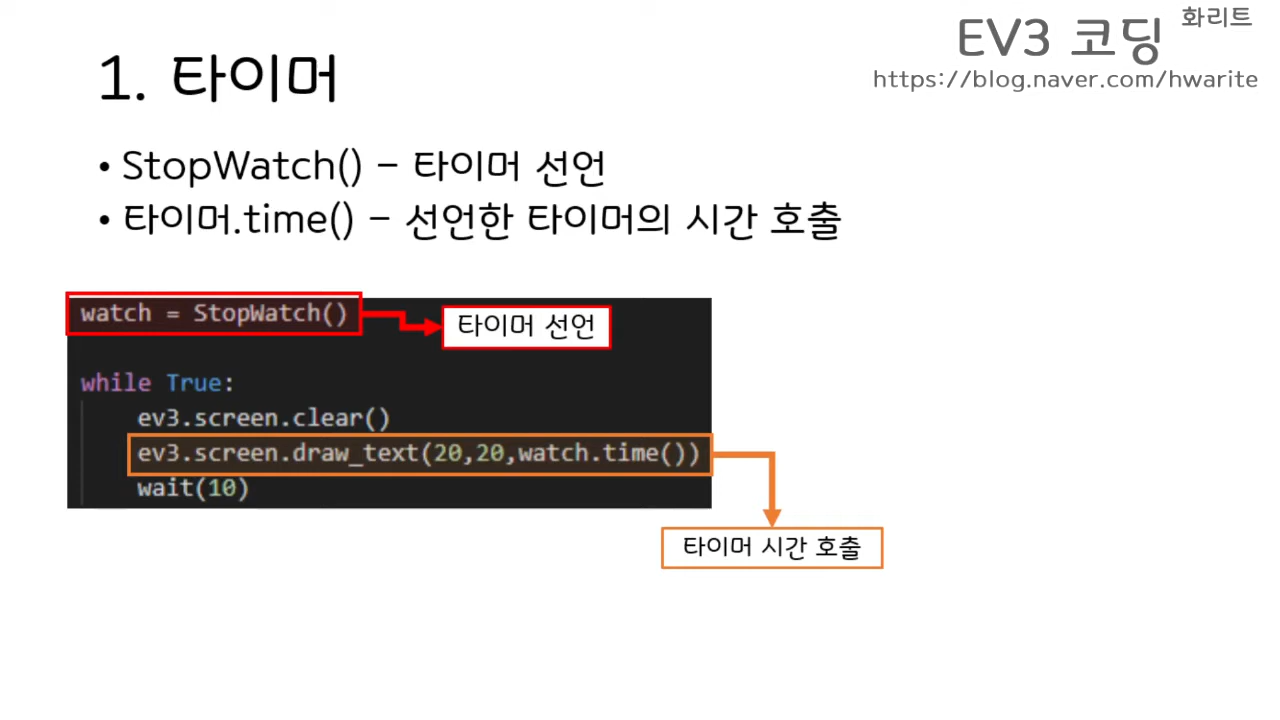 EV3 코딩 화리트
https://blog.naver.com/hwarite
1. 타이머
• StopWatch() – 타이머 선언
• 타이머.time() – 선언한 타이머의 시간 호출
watch = StopWatch()
타이머 선언
while True:
    ev3.screen.clear()
    ev3.screen.draw_text(20,20,watch.time())
    wait(10)
타이머 시간 호출